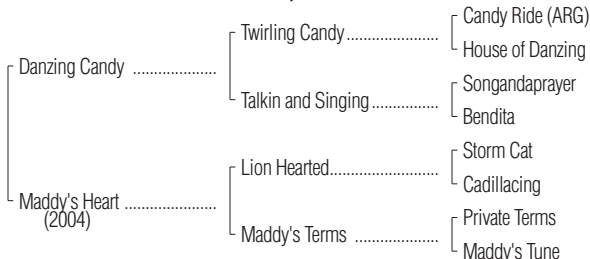 Candy Ride (ARG)
Twirling Candy....................
House of Danzing
Danzing Candy ....................
Songandaprayer
Talkin and Singing................
Bendita
Storm Cat
Lion Hearted.......................
Cadillacing
Maddy's Heart .....................
(2004)
Private Terms
Maddy's Terms ...................
Maddy's Tune